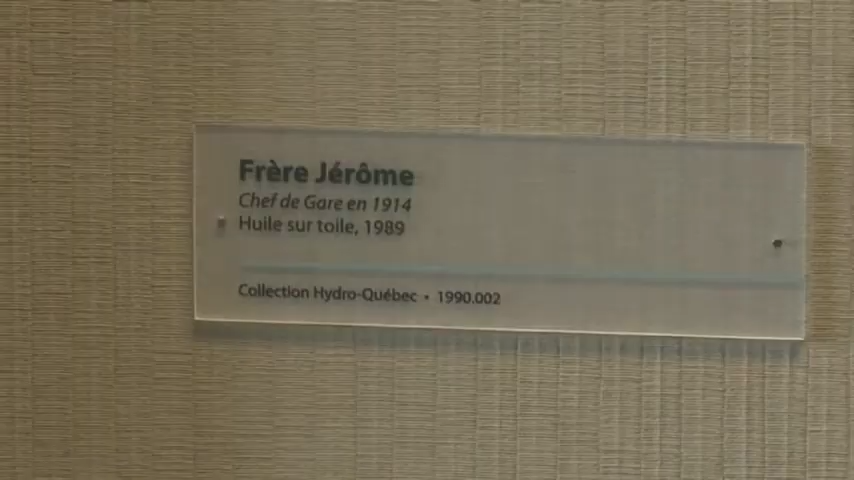 Frère Jérôme
Chef de Gare en 1914
Huile sur toile, 1989
Collection Hydro-Québec • 1990.002